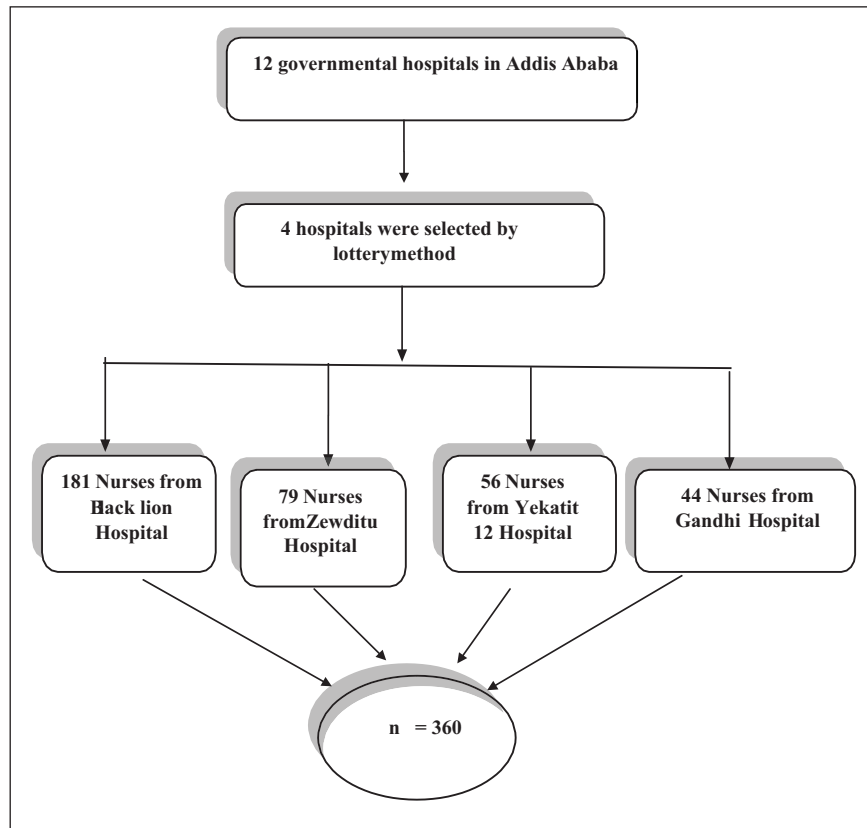 12 governmental hospitals in Addis Ababa
4 hospitals were selected by
lotterymethod
181 Nurses from
Black lion
Hospital
79 Nurses
fromZewditu
Hospital
56 Nurses
from Yekatit
12 Hospital
44 Nurses from
Gandhi Hospital
n = 360